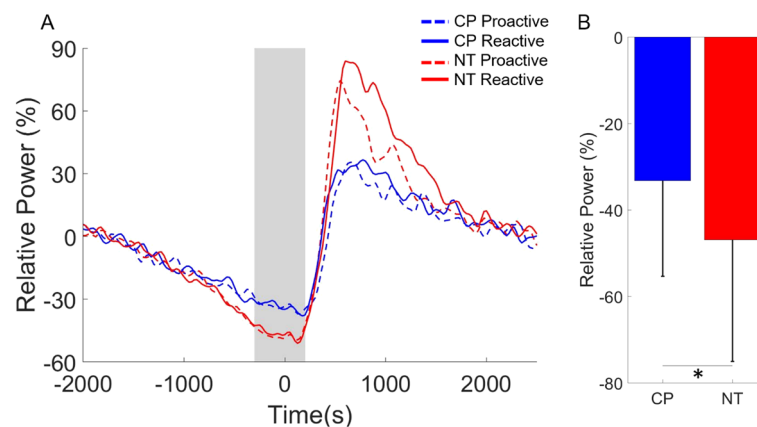 A
CP Proactive
CP Reactive
NT Proactive
NT Reactive
Relative Power (%)
90
60
30
0
-30
-60
-2000 -1000 0 1000 2000
Time(s)
B
Relative Power (%)
0
-20
-40
-60
-80
*
CP NT